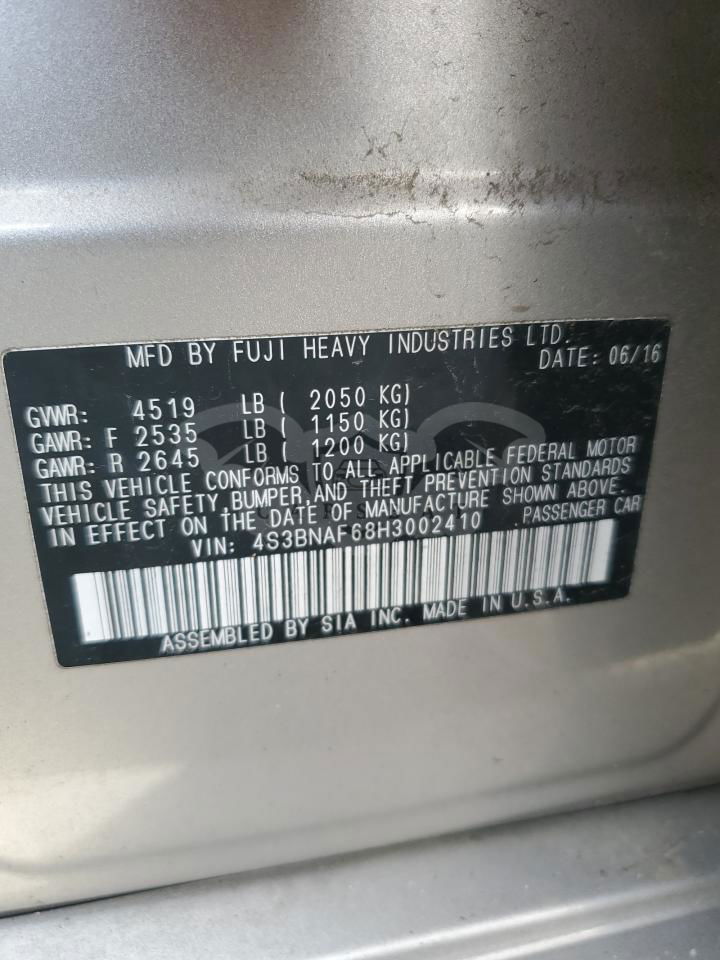 MFD BY FUJI HEAVY INDUSTRIES LTD.
DATE: 06/16
GVWR: 4519 LB ( 2050 KG)
GAWR: F 2535 LB ( 1150 KG)
GAWR: R 2645 LB ( 1200 KG)
THIS VEHICLE CONFORMS TO ALL APPLICABLE FEDERAL MOTOR
VEHICLE SAFETY, BUMPER, AND THEFT PREVENTION STANDARDS
IN EFFECT ON THE DATE OF MANUFACTURE SHOWN ABOVE.
VIN: 4S3BNAF68H3002410 PASSENGER CAR
ASSEMBLED BY SIA INC. MADE IN U.S.A.